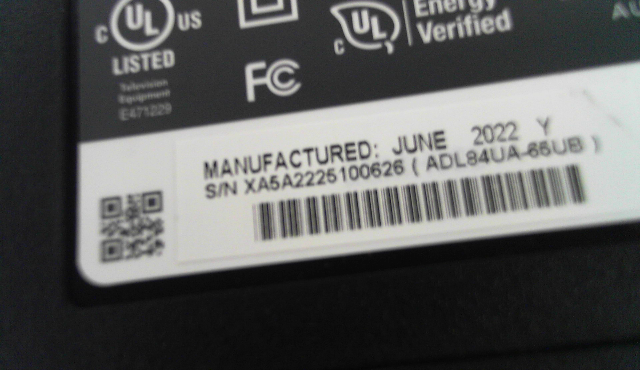 C UL US
LISTED
Television
Equipment
E471229
FC
C UL
Energy
Verified
MANUFACTURED: JUNE 2022 Y
S/N XA5A2225100626 ( ADL84UA-65UB )